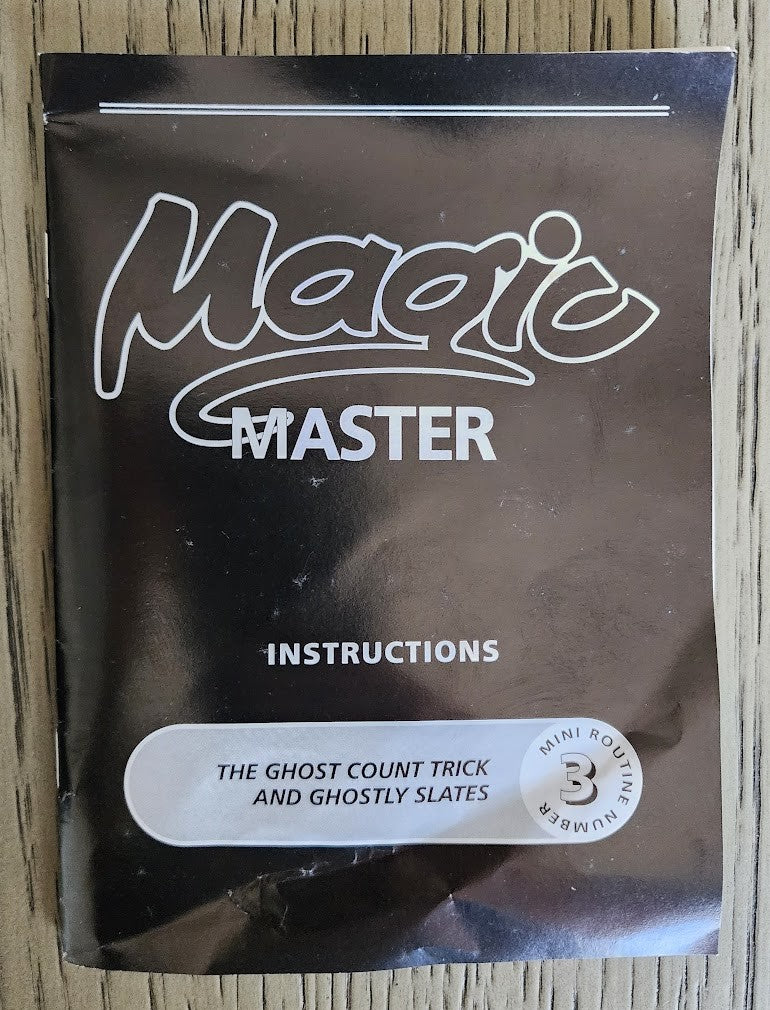 Magic
MASTER
INSTRUCTIONS
THE GHOST COUNT TRICK
AND GHOSTLY SLATES
MINI ROUTINE NUMBER
3